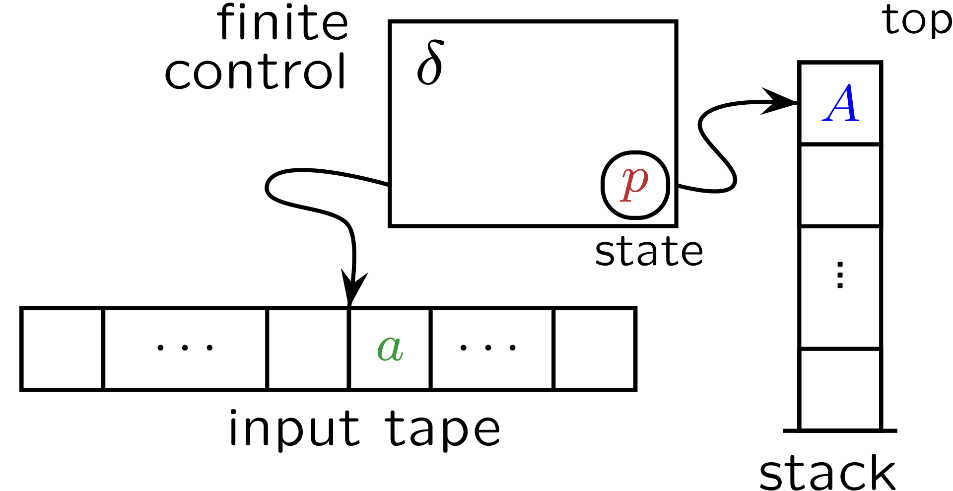 finite
control
δ
top
A
p
state
⋮
··· a ···
input tape
stack